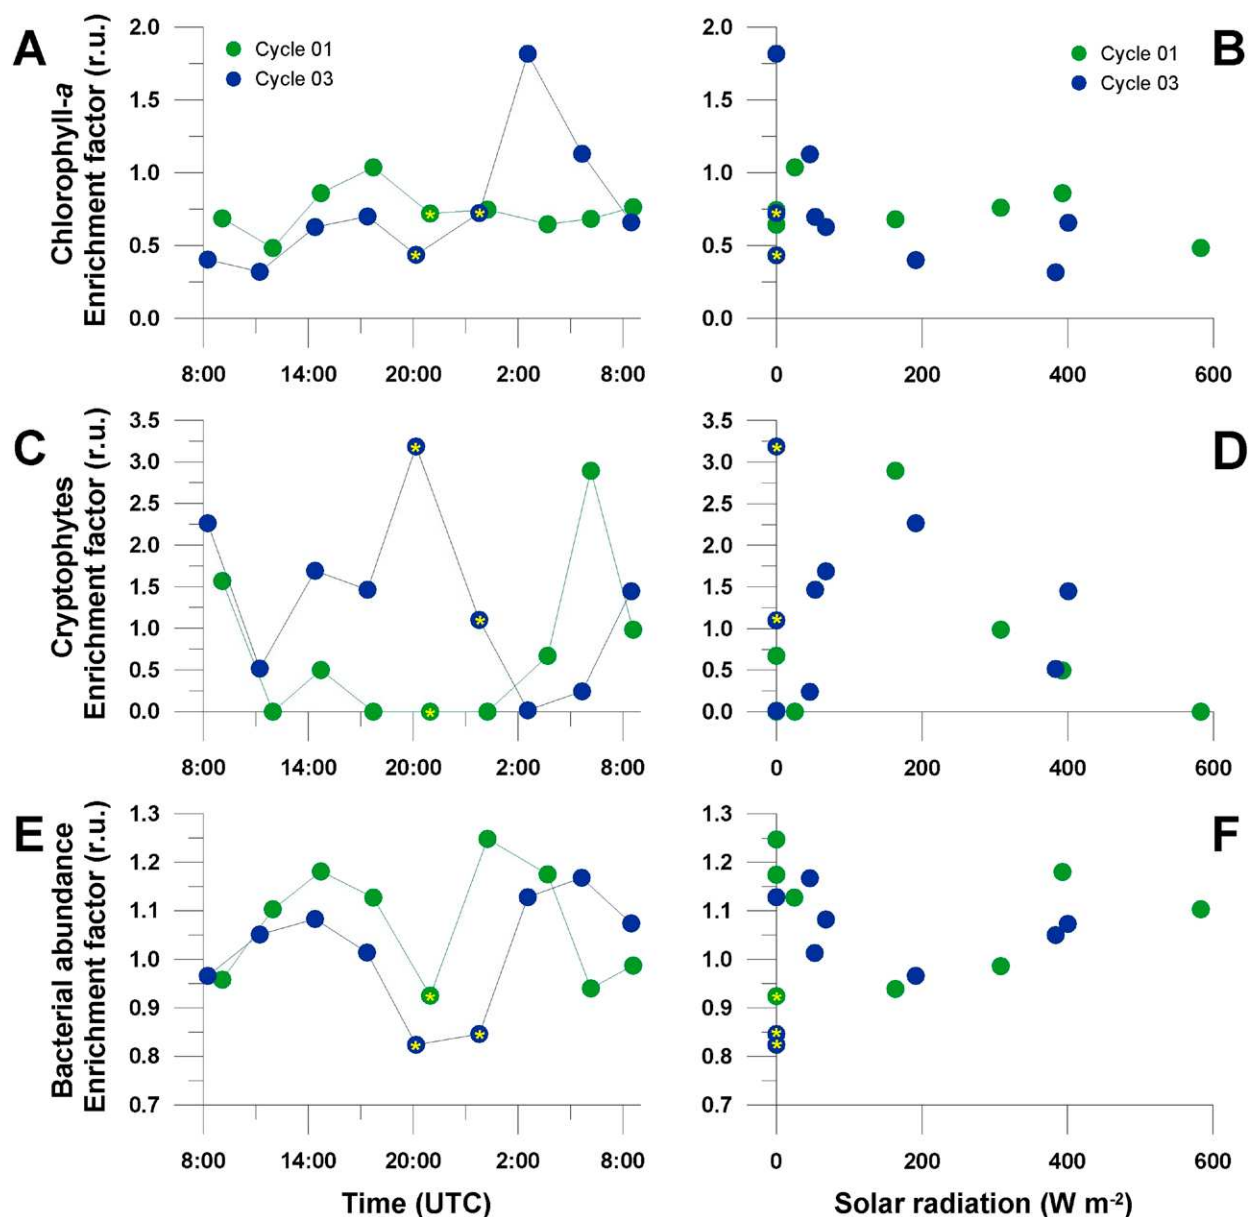 A
Chlorophyll-a
Enrichment factor (r.u.)
2.0
1.5
1.0
0.5
0.0
Cycle 01
Cycle 03
8:00 14:00 20:00 2:00 8:00
B
2.0
1.5
1.0
0.5
0.0
Cycle 01
Cycle 03
0 200 400 600
C
Cryptophytes
Enrichment factor (r.u.)
3.5
3.0
2.5
2.0
1.5
1.0
0.5
0.0
8:00 14:00 20:00 2:00 8:00
D
3.5
3.0
2.5
2.0
1.5
1.0
0.5
0.0
0 200 400 600
E
Bacterial abundance
Enrichment factor (r.u.)
1.3
1.2
1.1
1.0
0.9
0.8
0.7
8:00 14:00 20:00 2:00 8:00
Time (UTC)
F
1.3
1.2
1.1
1.0
0.9
0.8
0.7
0 200 400 600
Solar radiation (W m⁻²)